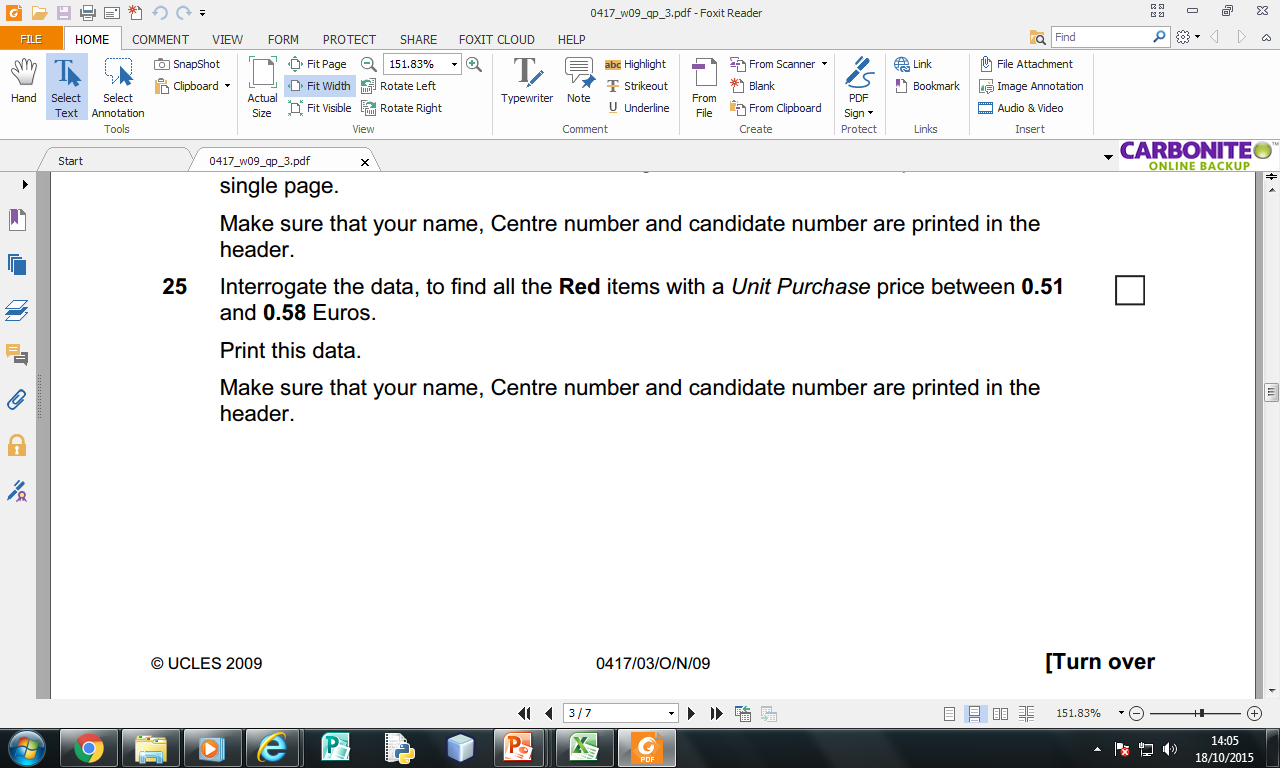 0417_w09_qp_3.pdf - Foxit Reader
FILE HOME COMMENT VIEW FORM PROTECT SHARE FOXIT CLOUD HELP
Find
Hand
Select Text
Select Annotation
SnapShot
Clipboard
Tools
Actual Size
Fit Page
Fit Width
Fit Visible
151.83%
Rotate Left
Rotate Right
View
Typewriter
Note
abc Highlight
Strikeout
U Underline
Comment
From File
From Scanner
Blank
From Clipboard
Create
PDF Sign
Protect
Link
Bookmark
Links
File Attachment
Image Annotation
Audio & Video
Insert
Start
0417_w09_qp_3.pdf
CARBONITE
ONLINE BACKUP
single page.
Make sure that your name, Centre number and candidate number are printed in the
header.
25 Interrogate the data, to find all the Red items with a Unit Purchase price between 0.51
and 0.58 Euros.
Print this data.
Make sure that your name, Centre number and candidate number are printed in the
header.
© UCLES 2009 0417/03/O/N/09 [Turn over
3 / 7
151.83%
14:05
18/10/2015